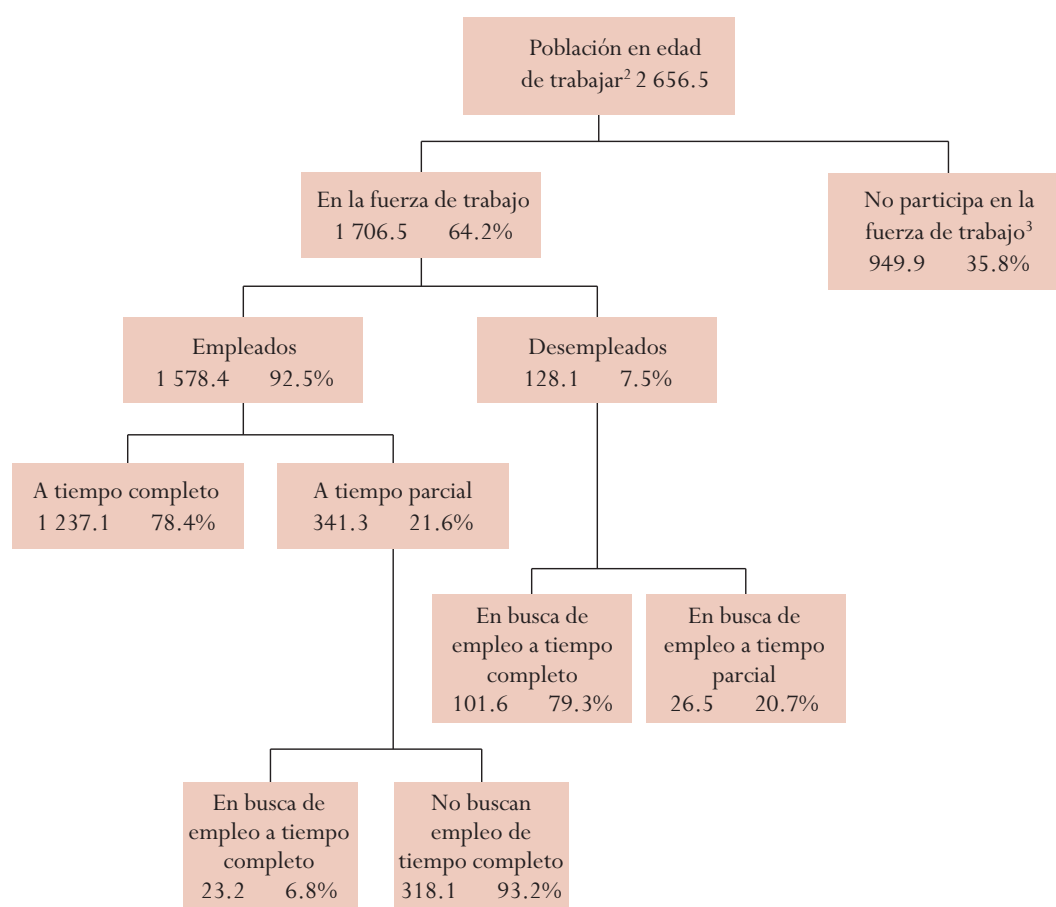 Población en edad
de trabajar² 2 656.5
En la fuerza de trabajo
1 706.5 64.2%
No participa en la
fuerza de trabajo³
949.9 35.8%
Empleados
1 578.4 92.5%
Desempleados
128.1 7.5%
A tiempo completo
1 237.1 78.4%
A tiempo parcial
341.3 21.6%
En busca de
empleo a tiempo
completo
101.6 79.3%
En busca de
empleo a tiempo
parcial
26.5 20.7%
En busca de
empleo a tiempo
completo
23.2 6.8%
No buscan
empleo de
tiempo completo
318.1 93.2%